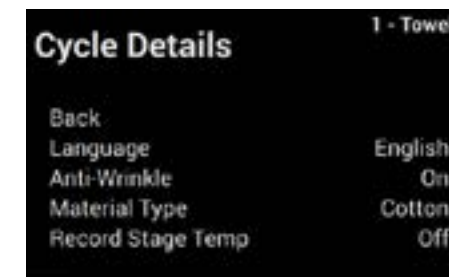 1 - Towe
Cycle Details
Back
Language English
Anti-Wrinkle On
Material Type Cotton
Record Stage Temp Off